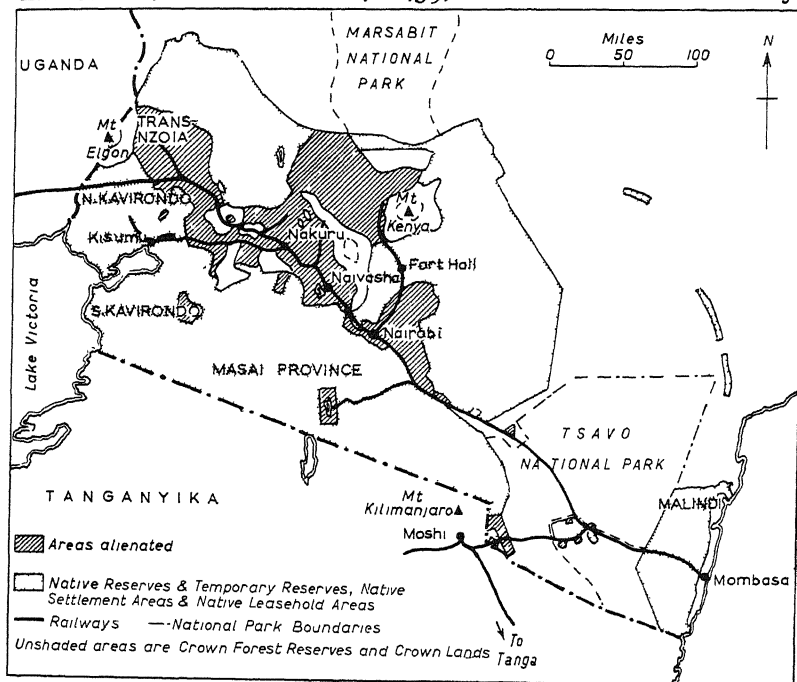 MARSABIT
NATIONAL
PARK
Miles
0 50 100
N
UGANDA
TRANS-
NZOIA
Mt
Elgon
N.KAVIRONDO
Mt
Kenya
Kisumu
Nakuru
Fort Hall
Naivasha
S.KAVIRONDO
Nairobi
Lake Victoria
MASAI PROVINCE
TSAVO
NATIONAL PARK
TANGANYIKA
Mt
Kilimanjaro
MALINDI
Moshi
Areas alienated
Mombasa
Native Reserves & Temporary Reserves, Native
Settlement Areas & Native Leasehold Areas
Railways National Park Boundaries
Unshaded areas are Crown Forest Reserves and Crown Lands
To
Tanga